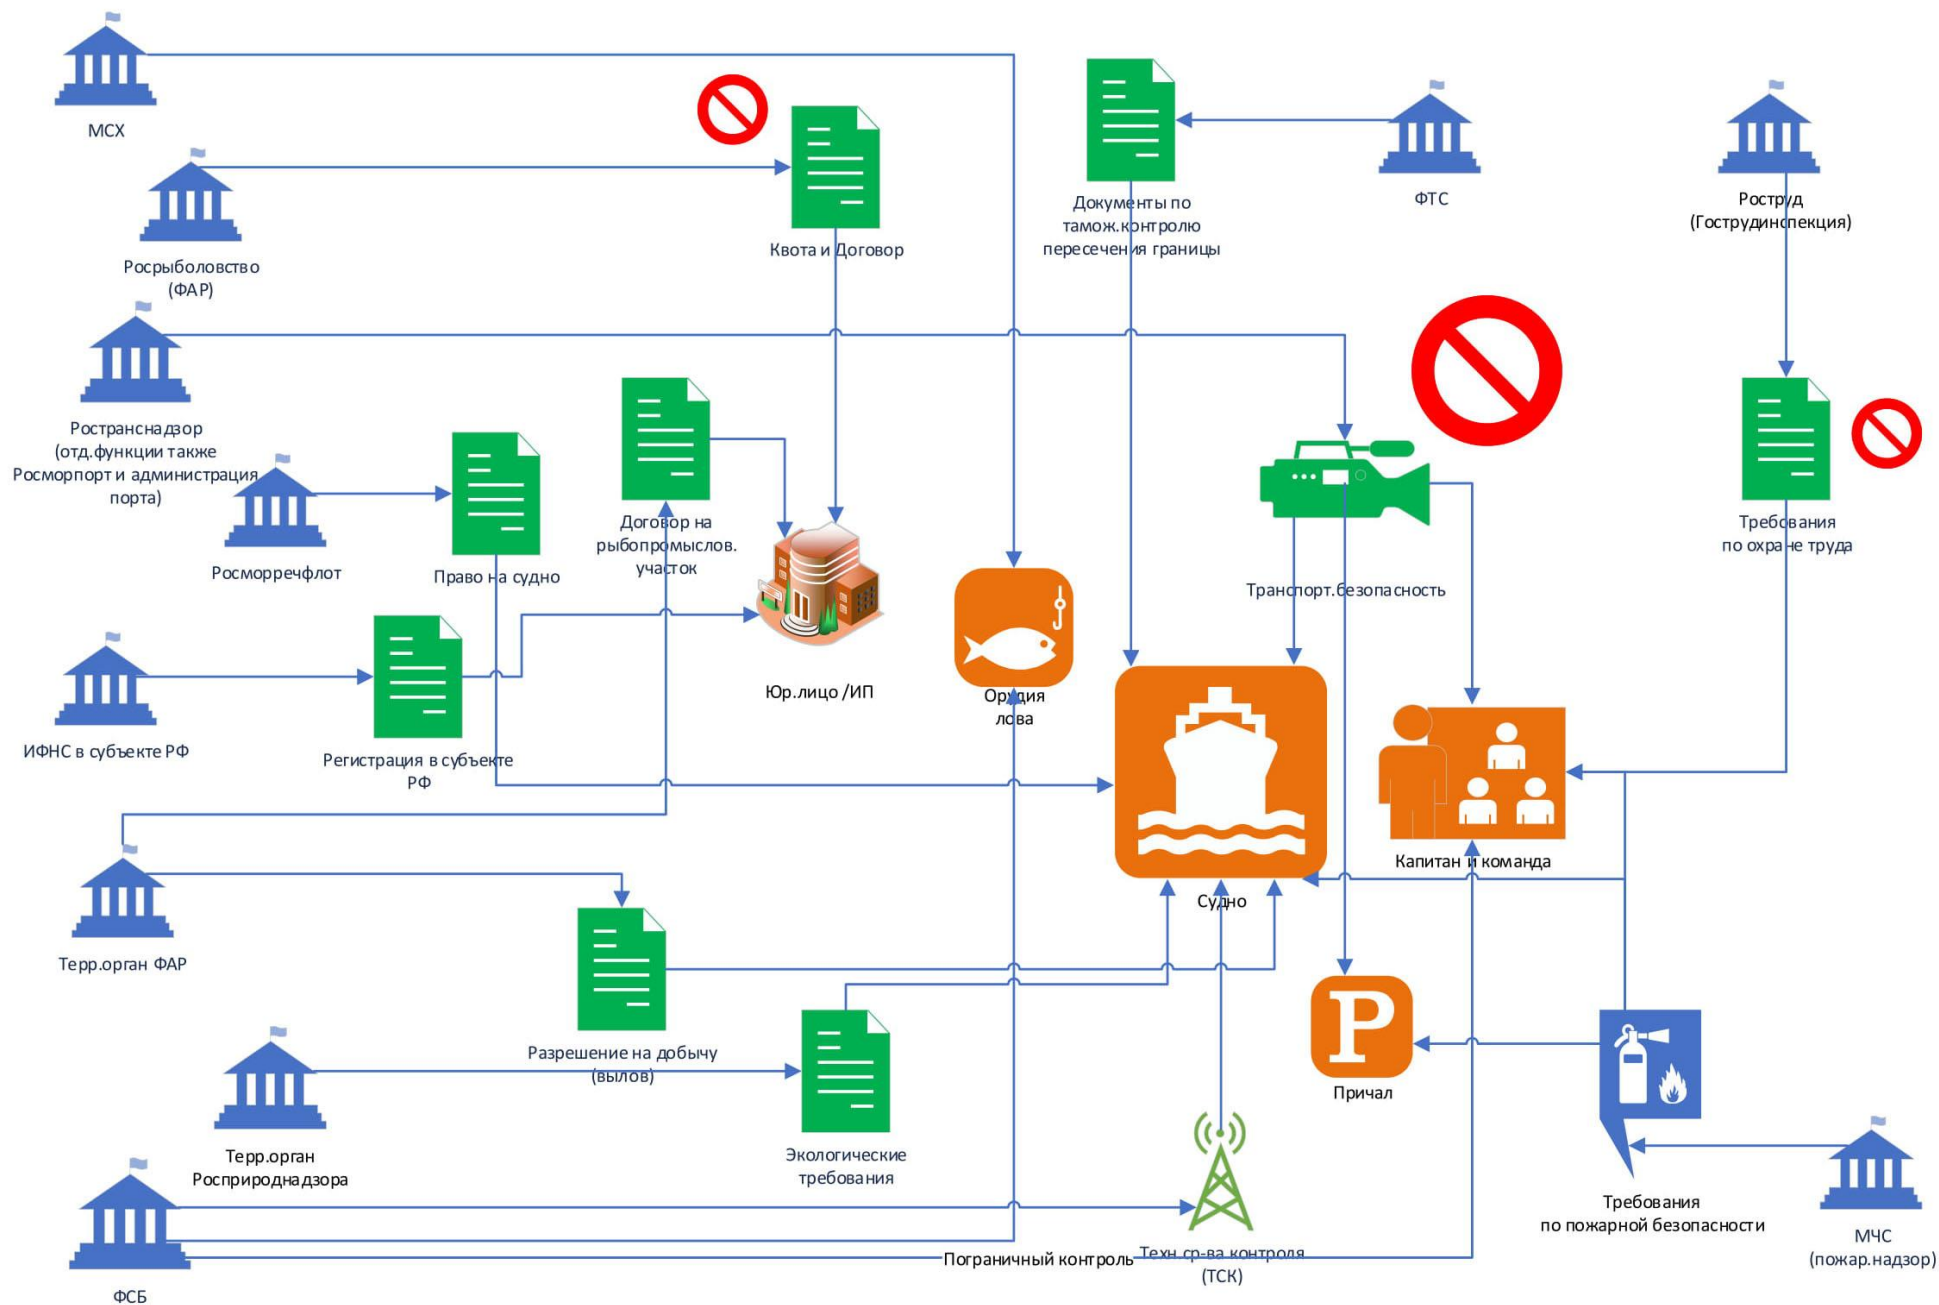 МСХ
Росрыболовство
(ФАР)
Квота и Договор
Документы по
тамож.контролю
пересечения границы
ФТС
Роструд
(Гострудинспекция)
Ространснадзор
(отд.функции также
Росморпорт и администрация
порта)
Росморречфлот
Право на судно
Договор на
рыбопромыслов.
участок
Транспорт.безопасность
Требования
по охране труда
ИФНС в субъекте РФ
Регистрация в субъекте
РФ
Юр.лицо /ИП
Орудия
лова
Капитан и команда
Судно
Терр.орган ФАР
Разрешение на добычу
(вылов)
P
Причал
Терр.орган
Росприроднадзора
Экологические
требования
Требования
по пожарной безопасности
МЧС
(пожар.надзор)
Пограничный контроль
Техн.ср-ва контроля
(ТСК)
ФСБ